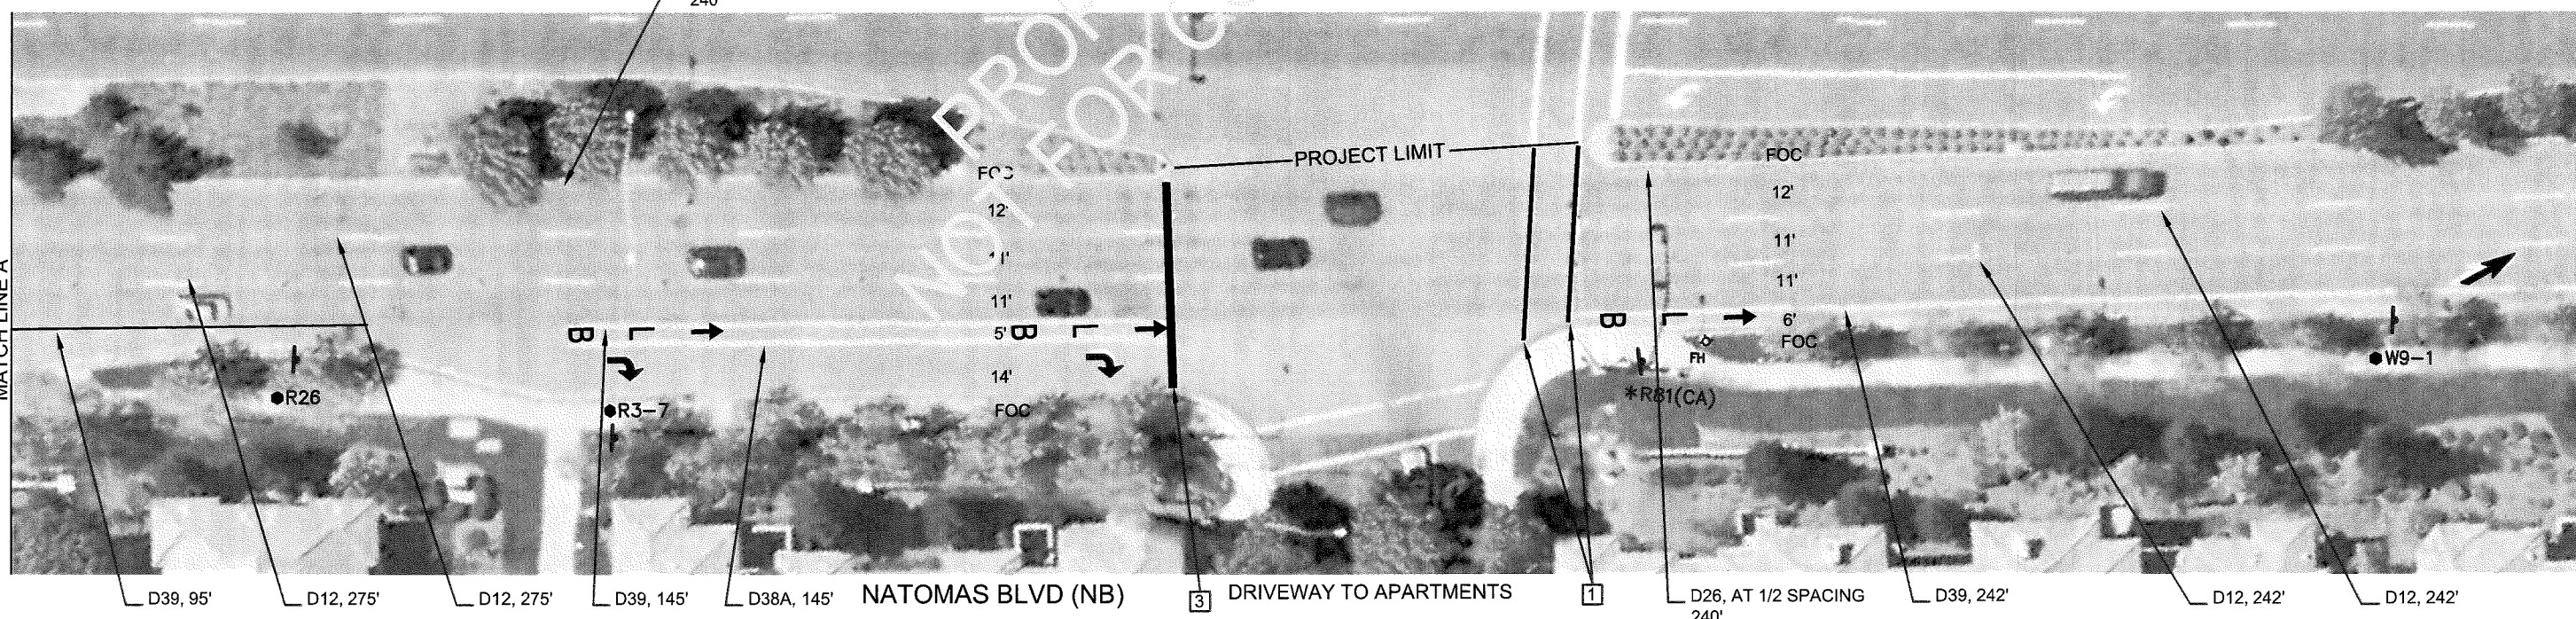 240'
PROJECT LIMIT
FOC
12'
11'
5'
14'
FOC
FOC
12'
11'
11'
6'
FOC
MATCH LINE A
B L
B L
B L
FH
R26
R3-7
*R81(CA)
W9-1
NOT FOR
D39, 95'
D12, 275'
D12, 275'
D39, 145'
D38A, 145'
NATOMAS BLVD (NB)
3
DRIVEWAY TO APARTMENTS
1
D26, AT 1/2 SPACING
240'
D39, 242'
D12, 242'
D12, 242'